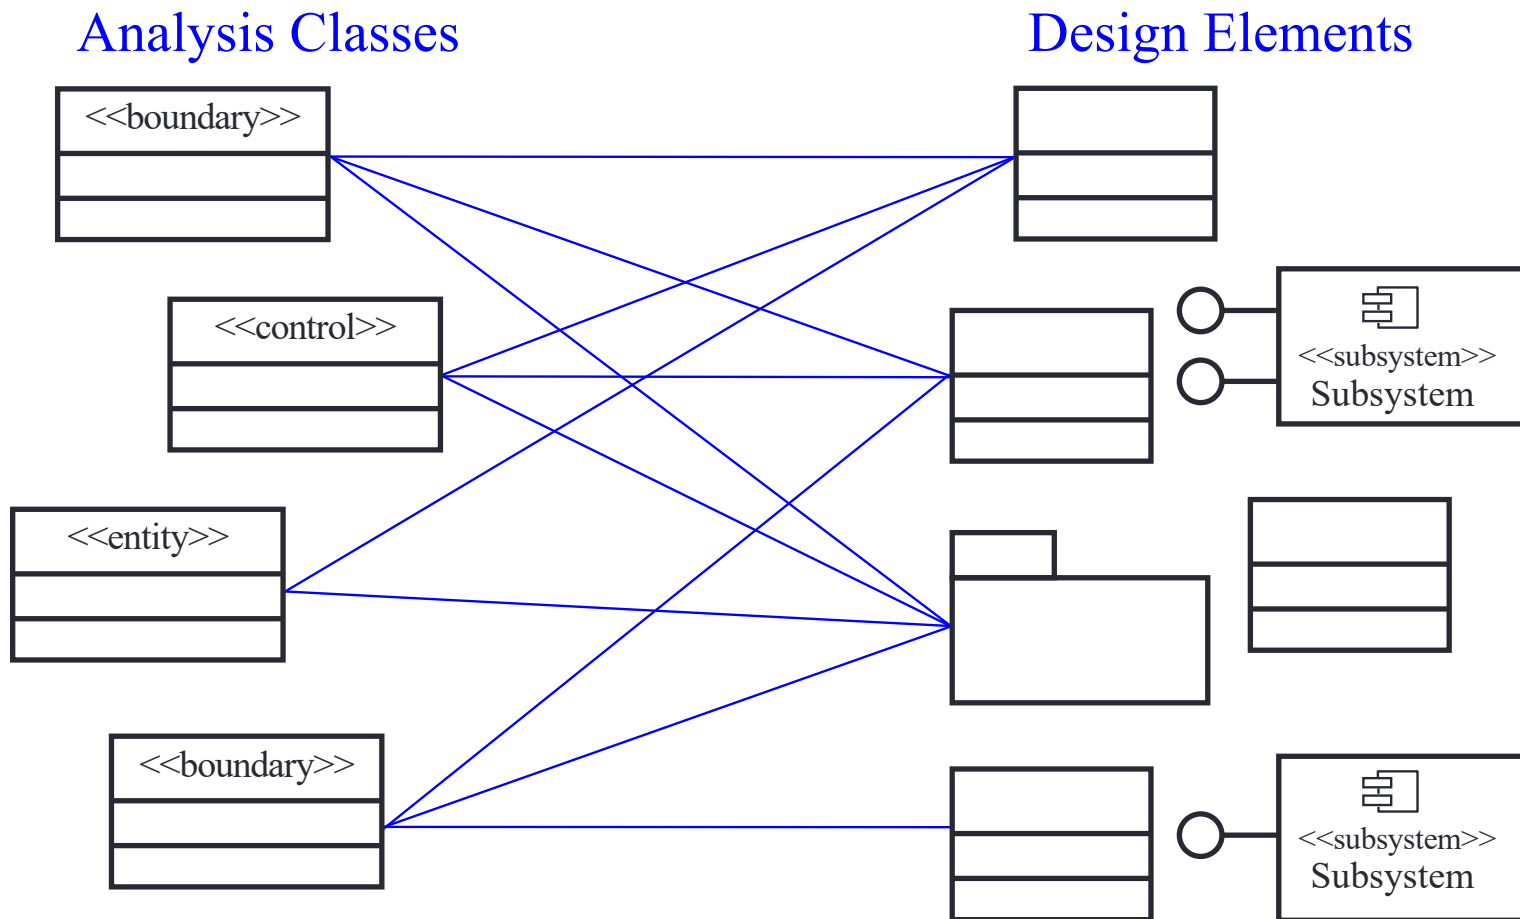 Analysis Classes
Design Elements
<<boundary>>
<<control>>
<<entity>>
<<boundary>>
<<subsystem>>
Subsystem
<<subsystem>>
Subsystem